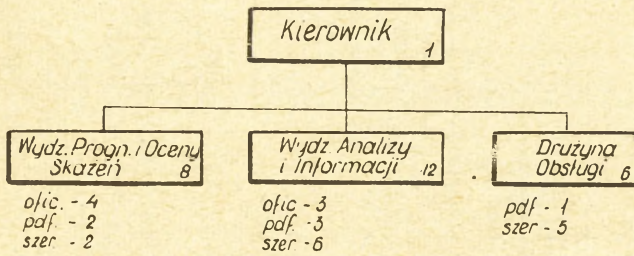 Kierownik
1
Wydz. Progn. i Oceny
Skażeń 8
ofic. - 4
pdf. - 2
szer - 2
Wydz. Analizy
i Informacji 12
ofic - 3
pdf. - 3
szer - 6
Drużyna
Obsługi 6
pdf - 1
szer - 5